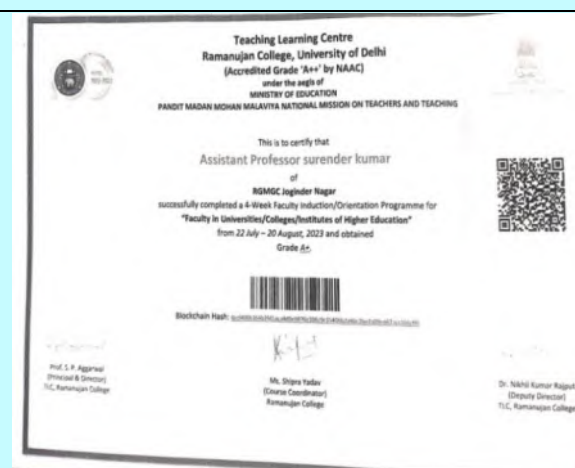 Teaching Learning Centre
Ramanujan College, University of Delhi
(Accredited Grade 'A++' by NAAC)
under the aegis of
MINISTRY OF EDUCATION
PANDIT MADAN MOHAN MALAVIYA NATIONAL MISSION ON TEACHERS AND TEACHING
This is to certify that
Assistant Professor surender kumar
of
RGMGC Joginder Nagar
successfully completed a 4-Week Faculty Induction/Orientation Programme for
"Faculty in Universities/Colleges/Institutes of Higher Education"
from 22 July – 20 August, 2023 and obtained
Grade A+.
Blockchain Hash:
Prof. S. P. Aggarwal
(Principal & Director)
TLC, Ramanujan College
Ms. Shipra Yadav
(Course Coordinator)
Ramanujan College
Dr. Nikhil Kumar Rajput
(Deputy Director)
TLC, Ramanujan College